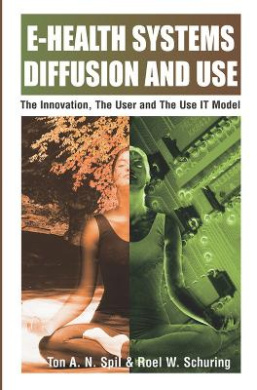 E-HEALTH SYSTEMS
DIFFUSION AND USE
The Innovation, The User and The Use IT Model
Ton A. N. Spil & Roel W. Schuring